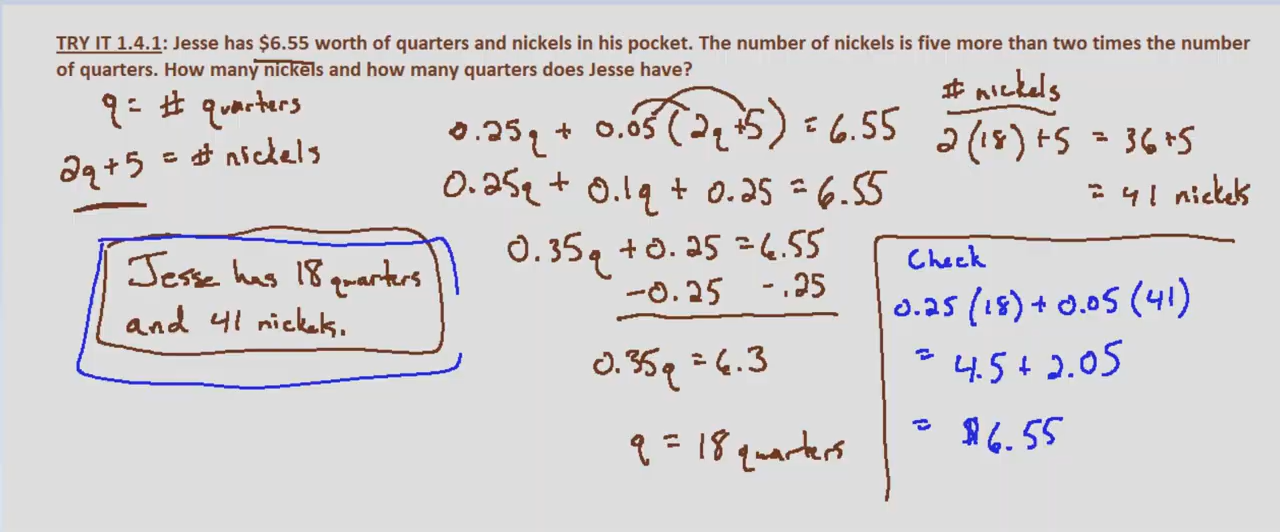 TRY IT 1.4.1: Jesse has $6.55 worth of quarters and nickels in his pocket. The number of nickels is five more than two times the number
of quarters. How many nickels and how many quarters does Jesse have?
q = # quarters
2q+5 = # nickels
Jesse has 18 quarters
and 41 nickels.
0.25q + 0.05(2q+5) = 6.55
0.25q + 0.1q + 0.25 = 6.55
0.35q + 0.25 = 6.55
-0.25 -.25
0.35q = 6.3
q = 18 quarters
# nickels
2(18)+5 = 36+5
= 41 nickels
Check
0.25(18) + 0.05(41)
= 4.5 + 2.05
= $6.55